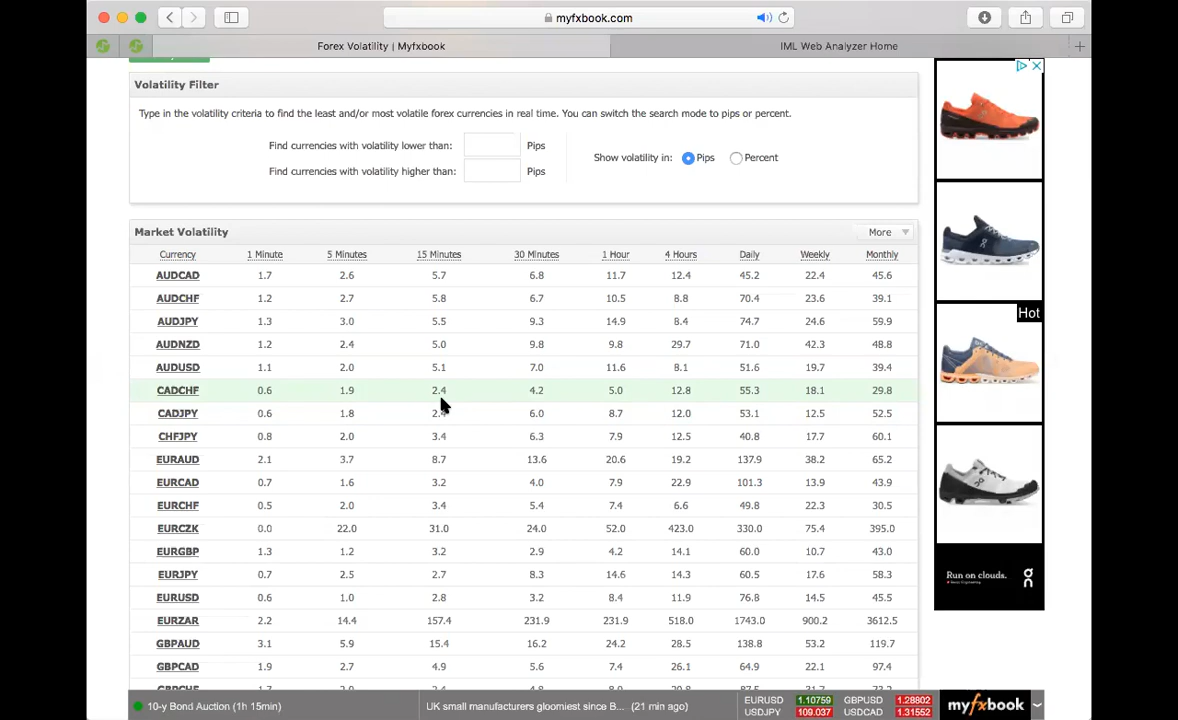 myfxbook.com
Forex Volatility | Myfxbook
IML Web Analyzer Home
Volatility Filter
Type in the volatility criteria to find the least and/or most volatile forex currencies in real time. You can switch the search mode to pips or percent.
Find currencies with volatility lower than: Pips
Show volatility in: Pips Percent
Find currencies with volatility higher than: Pips
Market Volatility More
Currency 1 Minute 5 Minutes 15 Minutes 30 Minutes 1 Hour 4 Hours Daily Weekly Monthly
AUDCAD 1.7 2.6 5.7 6.8 11.7 12.4 45.2 22.4 45.6
AUDCHF 1.2 2.7 5.8 6.7 10.5 8.8 70.4 23.6 39.1
AUDJPY 1.3 3.0 5.5 9.3 14.9 8.4 74.7 24.6 59.9
AUDNZD 1.2 2.4 5.0 9.8 9.8 29.7 71.0 42.3 48.8
AUDUSD 1.1 2.0 5.1 7.0 11.6 8.1 51.6 19.7 39.4
CADCHF 0.6 1.9 2.4 4.2 5.0 12.8 55.3 18.1 29.8
CADJPY 0.6 1.8 6.0 8.7 12.0 53.1 12.5 52.5
CHFJPY 0.8 2.0 3.4 6.3 7.9 12.5 40.8 17.7 60.1
EURAUD 2.1 3.7 8.7 13.6 20.6 19.2 137.9 38.2 65.2
EURCAD 0.7 1.6 3.2 4.0 7.9 22.9 101.3 13.9 43.9
EURCHF 0.5 2.0 3.4 5.4 7.4 6.6 49.8 22.3 30.5
EURCZK 0.0 22.0 31.0 24.0 52.0 423.0 330.0 75.4 395.0
EURGBP 1.3 1.2 3.2 2.9 4.2 14.1 60.0 10.7 43.0
EURJPY 0.7 2.5 2.7 8.3 14.6 14.3 60.5 17.6 58.3
EURUSD 0.6 1.0 2.8 3.2 8.4 11.9 76.8 14.5 45.5
EURZAR 2.2 14.4 157.4 231.9 231.9 518.0 1743.0 900.2 3612.5
GBPAUD 3.1 5.9 15.4 16.2 24.2 28.5 138.8 53.2 119.7
GBPCAD 1.9 2.7 4.9 5.6 7.4 26.1 64.9 22.1 97.4
Hot
Run on clouds.
10-y Bond Auction (1h 15min)
UK small manufacturers gloomiest since B... (21 min ago)
EURUSD 1.10759 GBPUSD 1.28802
USDJPY 109.037 USDCAD 1.31552
myfxbook